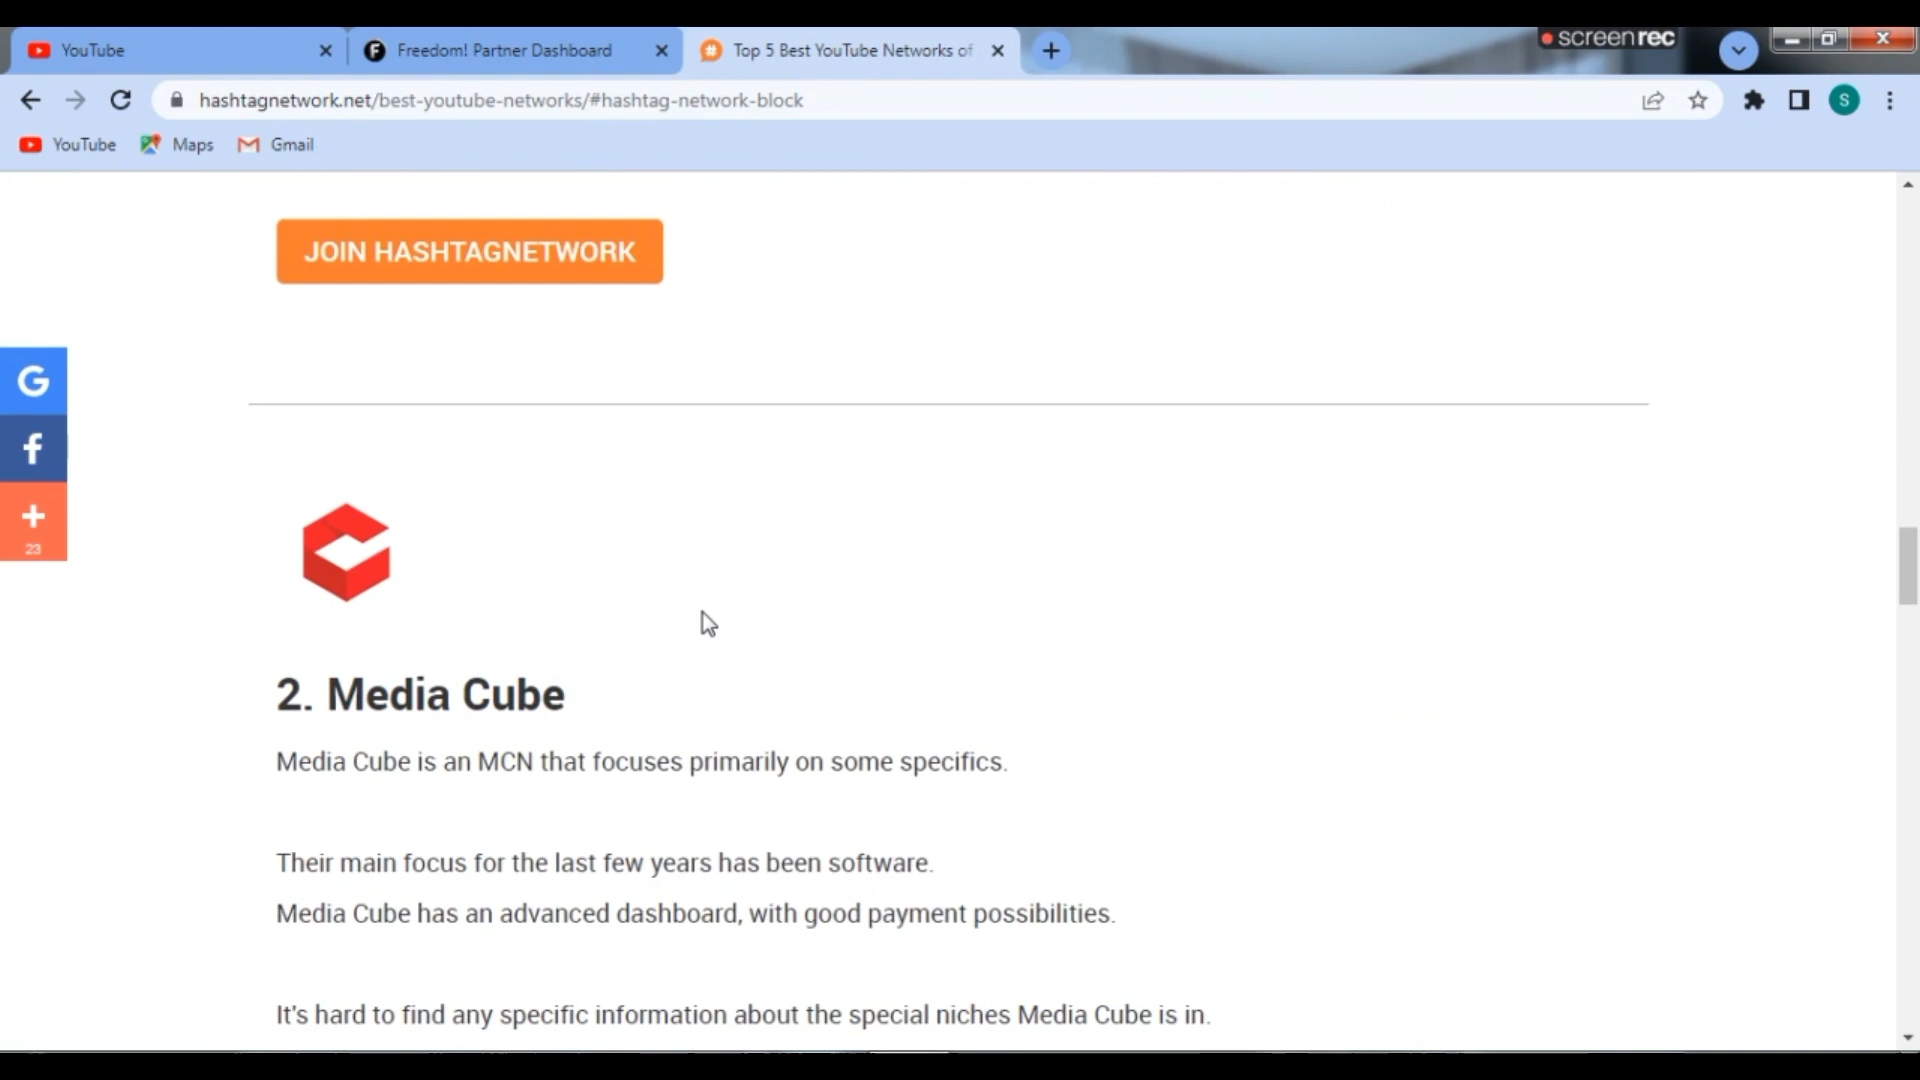 screenrec
YouTube
Freedom! Partner Dashboard
Top 5 Best YouTube Networks of
hashtagnetwork.net/best-youtube-networks/#hashtag-network-block
S
YouTube
Maps
Gmail
JOIN HASHTAGNETWORK
23
2. Media Cube
Media Cube is an MCN that focuses primarily on some specifics.
Their main focus for the last few years has been software.
Media Cube has an advanced dashboard, with good payment possibilities.
It's hard to find any specific information about the special niches Media Cube is in.